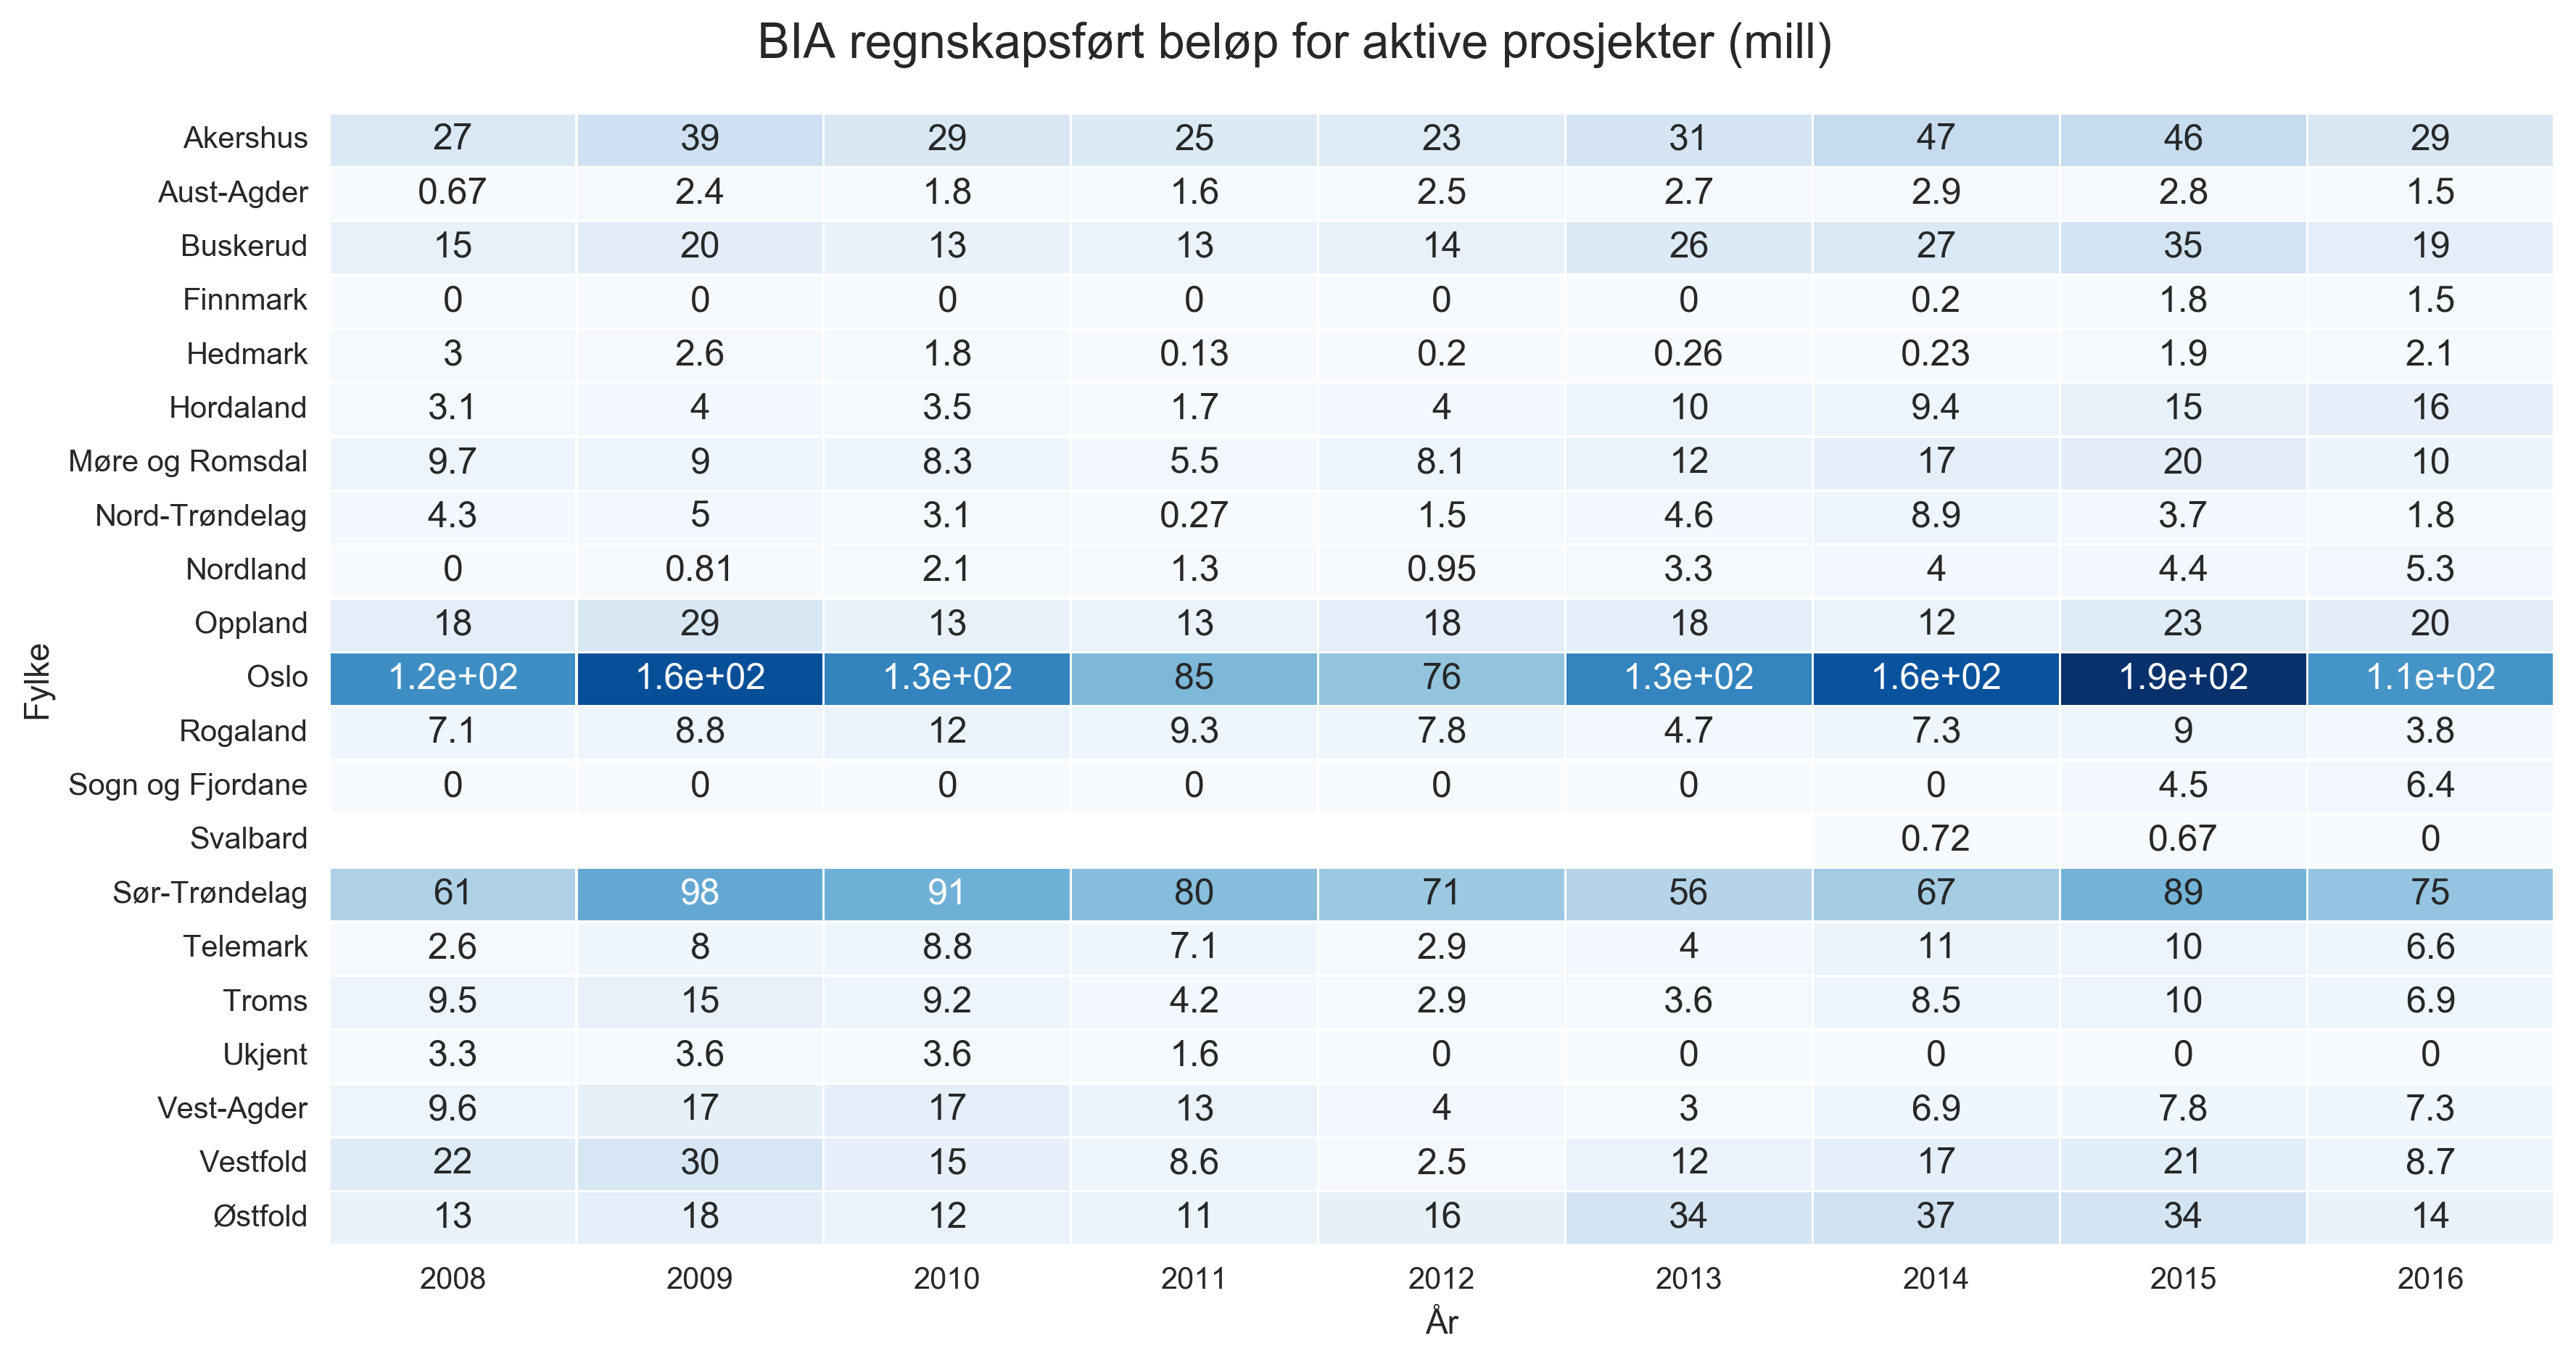 BIA regnskapsført beløp for aktive prosjekter (mill)
Akershus 27 39 29 25 23 31 47 46 29
Aust-Agder 0.67 2.4 1.8 1.6 2.5 2.7 2.9 2.8 1.5
Buskerud 15 20 13 13 14 26 27 35 19
Finnmark 0 0 0 0 0 0 0.2 1.8 1.5
Hedmark 3 2.6 1.8 0.13 0.2 0.26 0.23 1.9 2.1
Hordaland 3.1 4 3.5 1.7 4 10 9.4 15 16
Møre og Romsdal 9.7 9 8.3 5.5 8.1 12 17 20 10
Nord-Trøndelag 4.3 5 3.1 0.27 1.5 4.6 8.9 3.7 1.8
Nordland 0 0.81 2.1 1.3 0.95 3.3 4 4.4 5.3
Oppland 18 29 13 13 18 18 12 23 20
Fylke
Oslo 1.2e+02 1.6e+02 1.3e+02 85 76 1.3e+02 1.6e+02 1.9e+02 1.1e+02
Rogaland 7.1 8.8 12 9.3 7.8 4.7 7.3 9 3.8
Sogn og Fjordane 0 0 0 0 0 0 0 4.5 6.4
Svalbard 0.72 0.67 0
Sør-Trøndelag 61 98 91 80 71 56 67 89 75
Telemark 2.6 8 8.8 7.1 2.9 4 11 10 6.6
Troms 9.5 15 9.2 4.2 2.9 3.6 8.5 10 6.9
Ukjent 3.3 3.6 3.6 1.6 0 0 0 0 0
Vest-Agder 9.6 17 17 13 4 3 6.9 7.8 7.3
Vestfold 22 30 15 8.6 2.5 12 17 21 8.7
Østfold 13 18 12 11 16 34 37 34 14
2008 2009 2010 2011 2012 2013 2014 2015 2016
År